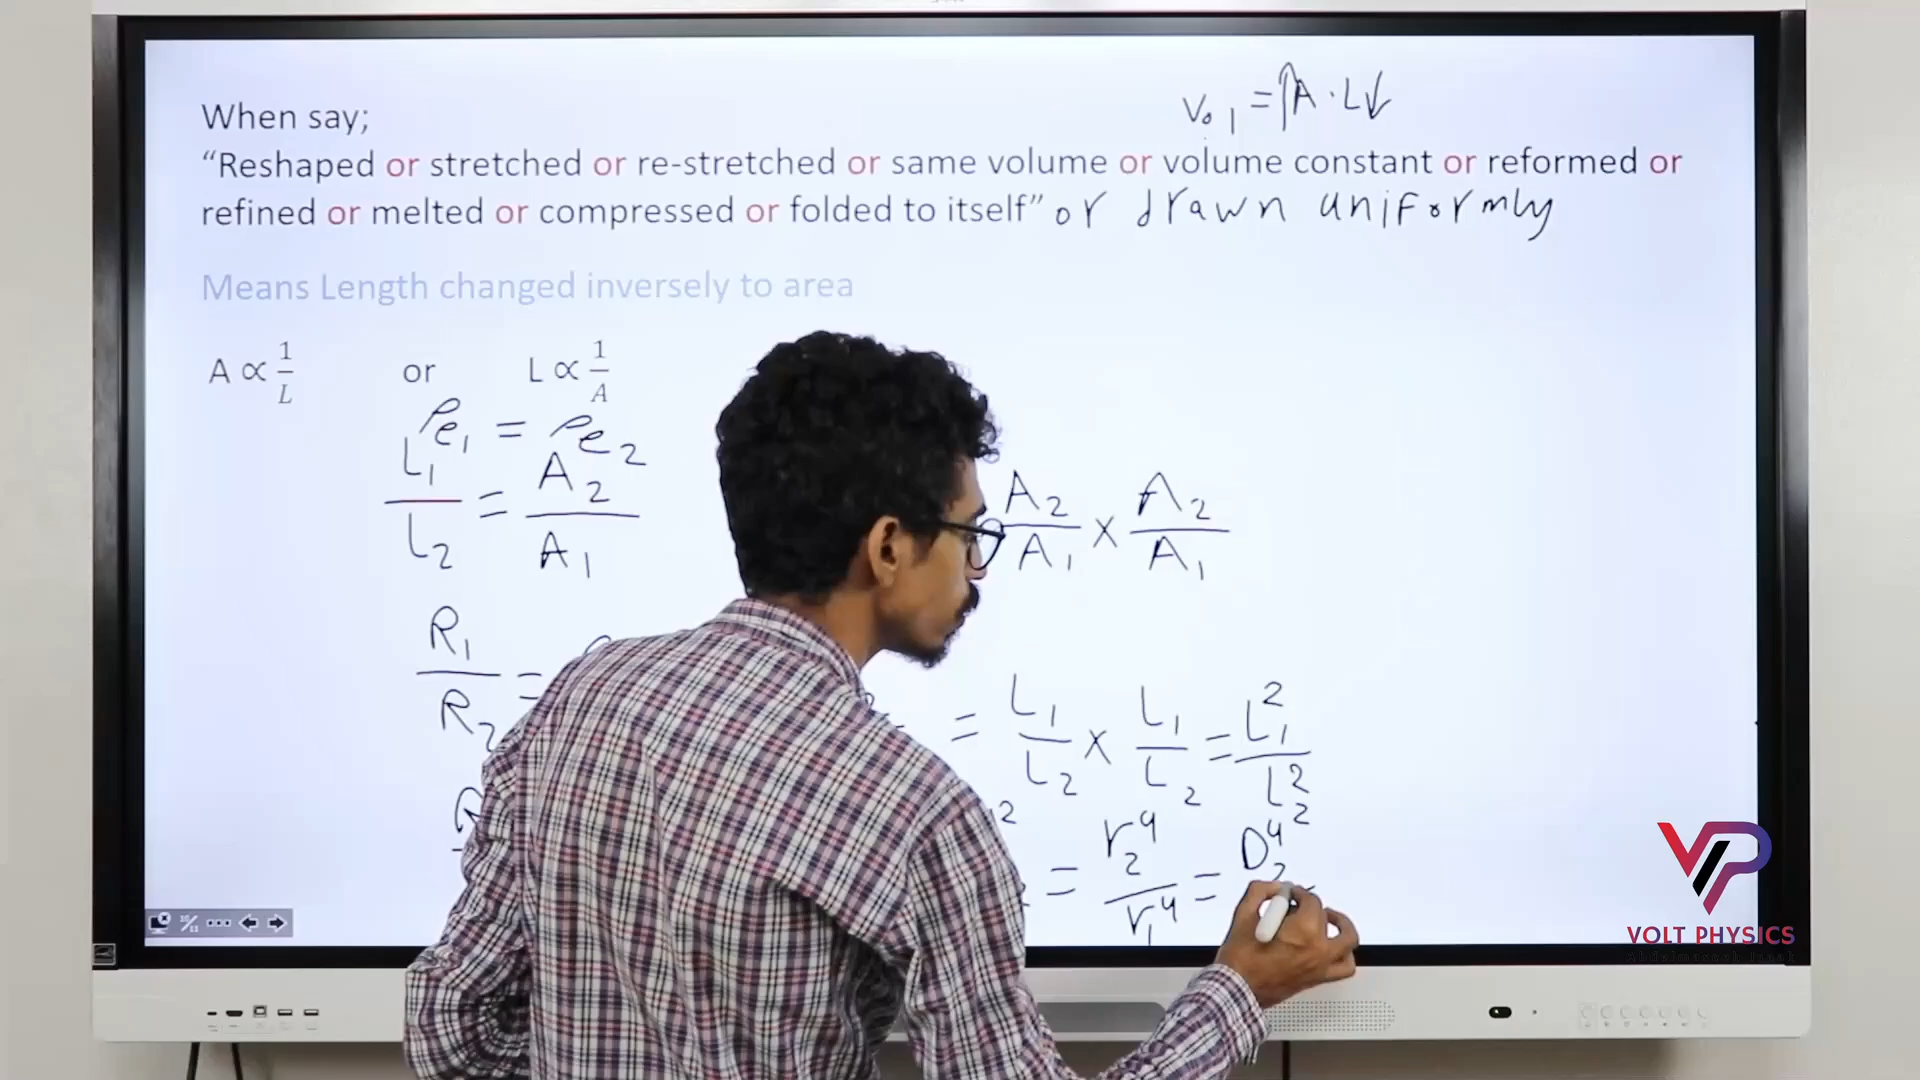 Vol = A . L
When say;
“Reshaped or stretched or re-stretched or same volume or volume constant or reformed or
refined or melted or compressed or folded to itself” or drawn uniformly
Means Length changed inversely to area
A ∝ 1/L or L ∝ 1/A
ρe1 = ρe2
L1/L2 = A2/A1
A2/A1 x A2/A1
R1/R2 =
= L1/L2 x L1/L2 = L1²/L2²
= r2⁴/r1⁴ = D2⁴
VP
VOLT PHYSICS